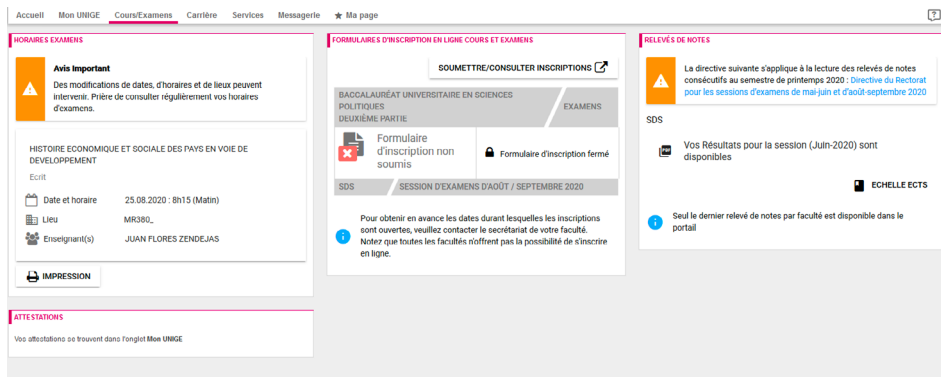 Accueil Mon UNIGE Cours/Examens Carrière Services Messagerie ★ Ma page
HORAIRES EXAMENS
Avis Important
Des modifications de dates, d'horaires et de lieux peuvent
intervenir. Prière de consulter régulièrement vos horaires
d'examens.
HISTOIRE ECONOMIQUE ET SOCIALE DES PAYS EN VOIE DE
DEVELOPPEMENT
Ecrit
Date et horaire 25.08.2020 : 8h15 (Matin)
Lieu MR380_
Enseignant(s) JUAN FLORES ZENDEJAS
IMPRESSION
ATTESTATIONS
Vos attestations se trouvent dans l'onglet Mon UNIGE
FORMULAIRES D'INSCRIPTION EN LIGNE COURS ET EXAMENS
SOUMETTRE/CONSULTER INSCRIPTIONS
BACCALAURÉAT UNIVERSITAIRE EN SCIENCES
POLITIQUES
DEUXIÈME PARTIE
EXAMENS
Formulaire
d'inscription non
soumis
Formulaire d'inscription fermé
SDS SESSION D'EXAMENS D'AOÛT / SEPTEMBRE 2020
Pour obtenir en avance les dates durant lesquelles les inscriptions
sont ouvertes, veuillez contacter le secrétariat de votre faculté.
Notez que toutes les facultés n'offrent pas la possibilité de s'inscrire
en ligne.
RELEVÉS DE NOTES
La directive suivante s'applique à la lecture des relevés de notes
consécutifs au semestre de printemps 2020 : Directive du Rectorat
pour les sessions d'examens de mai-juin et d'août-septembre 2020
SDS
PDF
Vos Résultats pour la session (Juin-2020) sont
disponibles
ECHELLE ECTS
Seul le dernier relevé de notes par faculté est disponible dans le
portail